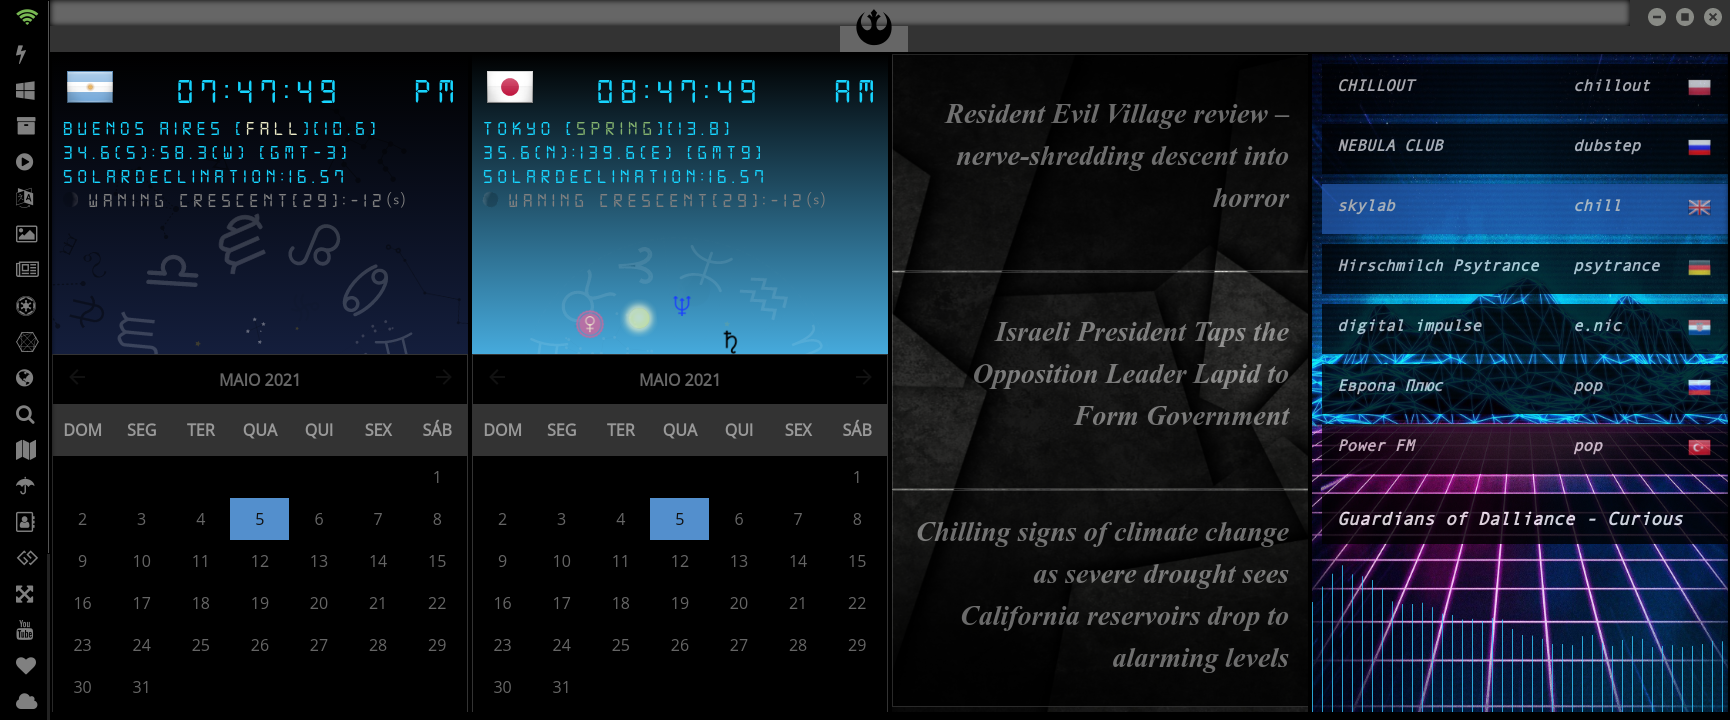 07:47:49 PM
BUENOS AIRES [FALL][10.6]
34.6(S):58.3(W) [GMT-3]
SOLARDECLINATION:16.57
WANING CRESCENT[29]:-12(s)
MAIO 2021
DOM SEG TER QUA QUI SEX SÁB
1
2 3 4 5 6 7 8
9 10 11 12 13 14 15
16 17 18 19 20 21 22
23 24 25 26 27 28 29
30 31
08:47:49 AM
TOKYO [SPRING][13.8]
35.6(N):139.6(E) [GMT9]
SOLARDECLINATION:16.57
WANING CRESCENT[29]:-12(s)
MAIO 2021
DOM SEG TER QUA QUI SEX SÁB
1
2 3 4 5 6 7 8
9 10 11 12 13 14 15
16 17 18 19 20 21 22
23 24 25 26 27 28 29
30 31
Resident Evil Village review –
nerve-shredding descent into
horror
Israeli President Taps the
Opposition Leader Lapid to
Form Government
Chilling signs of climate change
as severe drought sees
California reservoirs drop to
alarming levels
CHILLOUT chillout
NEBULA CLUB dubstep
skylab chill
Hirschmilch Psytrance psytrance
digital impulse e.nic
Европа Плюс pop
Power FM pop
Guardians of Dalliance - Curious
You
Tube